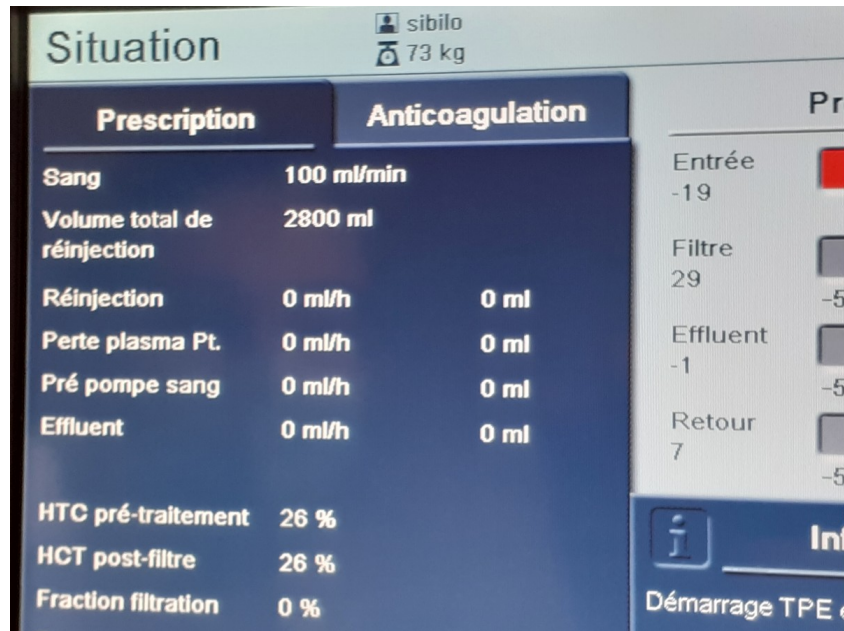 Situation
sibilo
73 kg
Prescription
Anticoagulation
Sang 100 ml/min
Volume total de 2800 ml
réinjection
Réinjection 0 ml/h 0 ml
Perte plasma Pt. 0 ml/h 0 ml
Pré pompe sang 0 ml/h 0 ml
Effluent 0 ml/h 0 ml
HTC pré-traitement 26 %
HCT post-filtre 26 %
Fraction filtration 0 %
Pr
Entrée
-19
Filtre
29
-5
Effluent
-1
-5
Retour
7
-5
i
Démarrage TPE